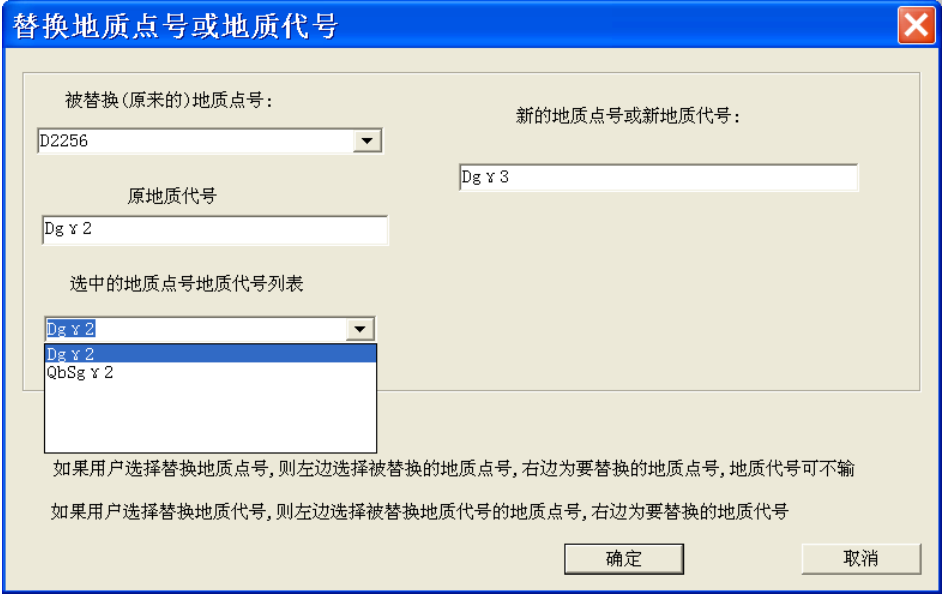 替换地质点号或地质代号
被替换(原来的)地质点号:
D2256
新的地质点号或新地质代号:
Dgγ3
原地质代号
Dgγ2
选中的地质点号地质代号列表
Dgγ2
Dgγ2
QbSgγ2
如果用户选择替换地质点号,则左边选择被替换的地质点号,右边为要替换的地质点号,地质代号可不输
如果用户选择替换地质代号,则左边选择被替换地质代号的地质点号,右边为要替换的地质代号
确定
取消